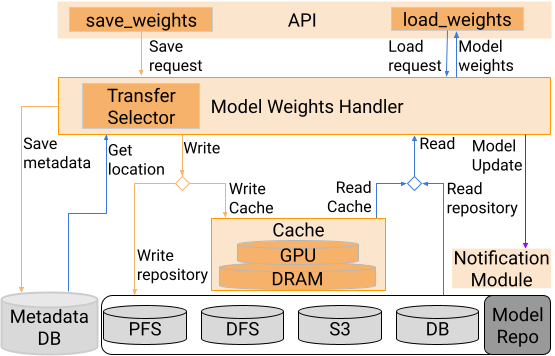 save_weights
API
load_weights
Save
request
Load
request
Model
weights
Transfer
Selector
Model Weights Handler
Save
metadata
Get
location
Write
Read
Model
Update
Write
Cache
Read
Cache
Read
repository
Cache
GPU
DRAM
Write
repository
Notification
Module
Metadata
DB
PFS
DFS
S3
DB
Model
Repo